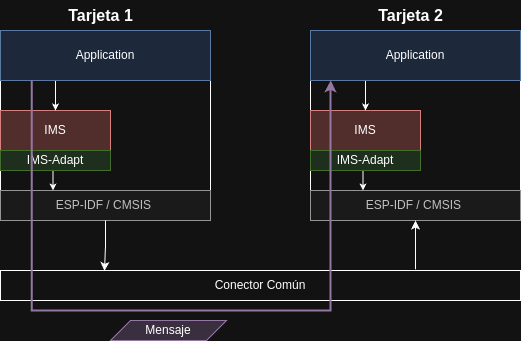 Tarjeta 1
Tarjeta 2
Application
Application
IMS
IMS
IMS-Adapt
IMS-Adapt
ESP-IDF / CMSIS
ESP-IDF / CMSIS
Conector Común
Mensaje